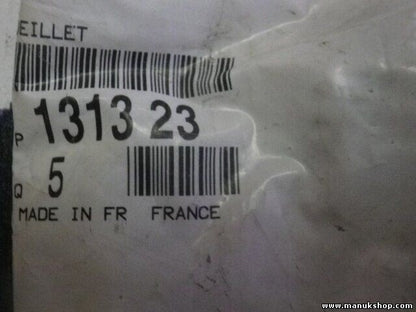 EILLET
P 1313 23
Q 5
MADE IN FR FRANCE
www.manukshop.com